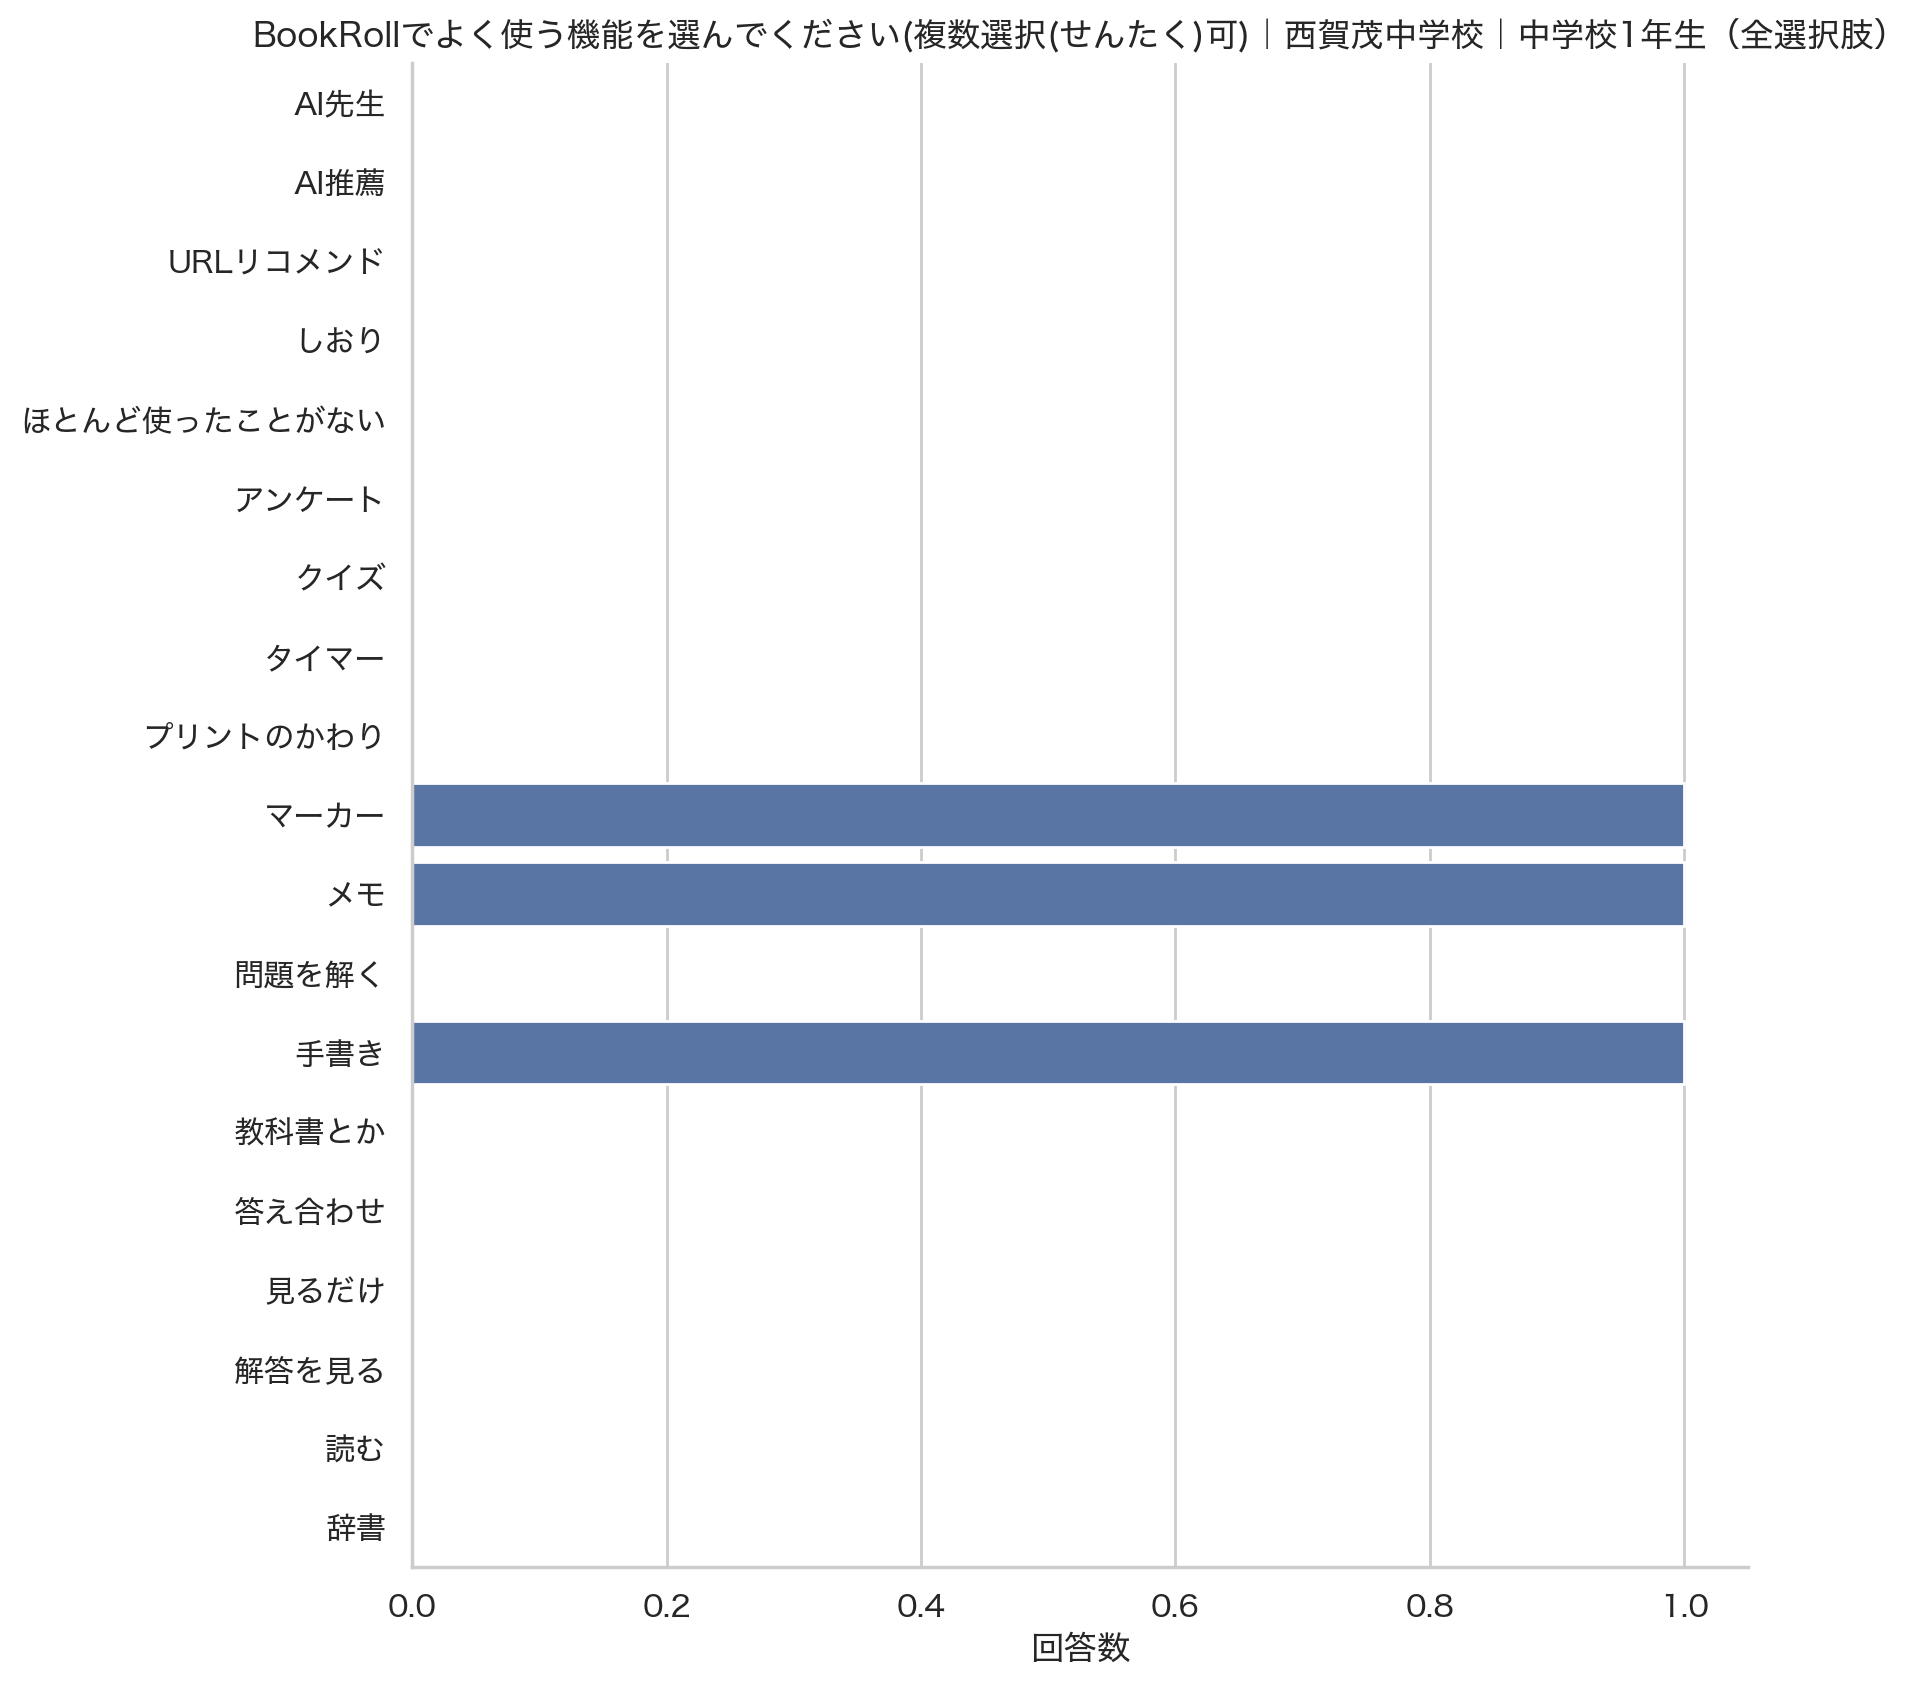 BookRollでよく使う機能を選んでください(複数選択(せんたく)可)｜西賀茂中学校｜中学校1年生（全選択肢）
AI先生
AI推薦
URLリコメンド
しおり
ほとんど使ったことがない
アンケート
クイズ
タイマー
プリントのかわり
マーカー
メモ
問題を解く
手書き
教科書とか
答え合わせ
見るだけ
解答を見る
読む
辞書
0.0 0.2 0.4 0.6 0.8 1.0
回答数